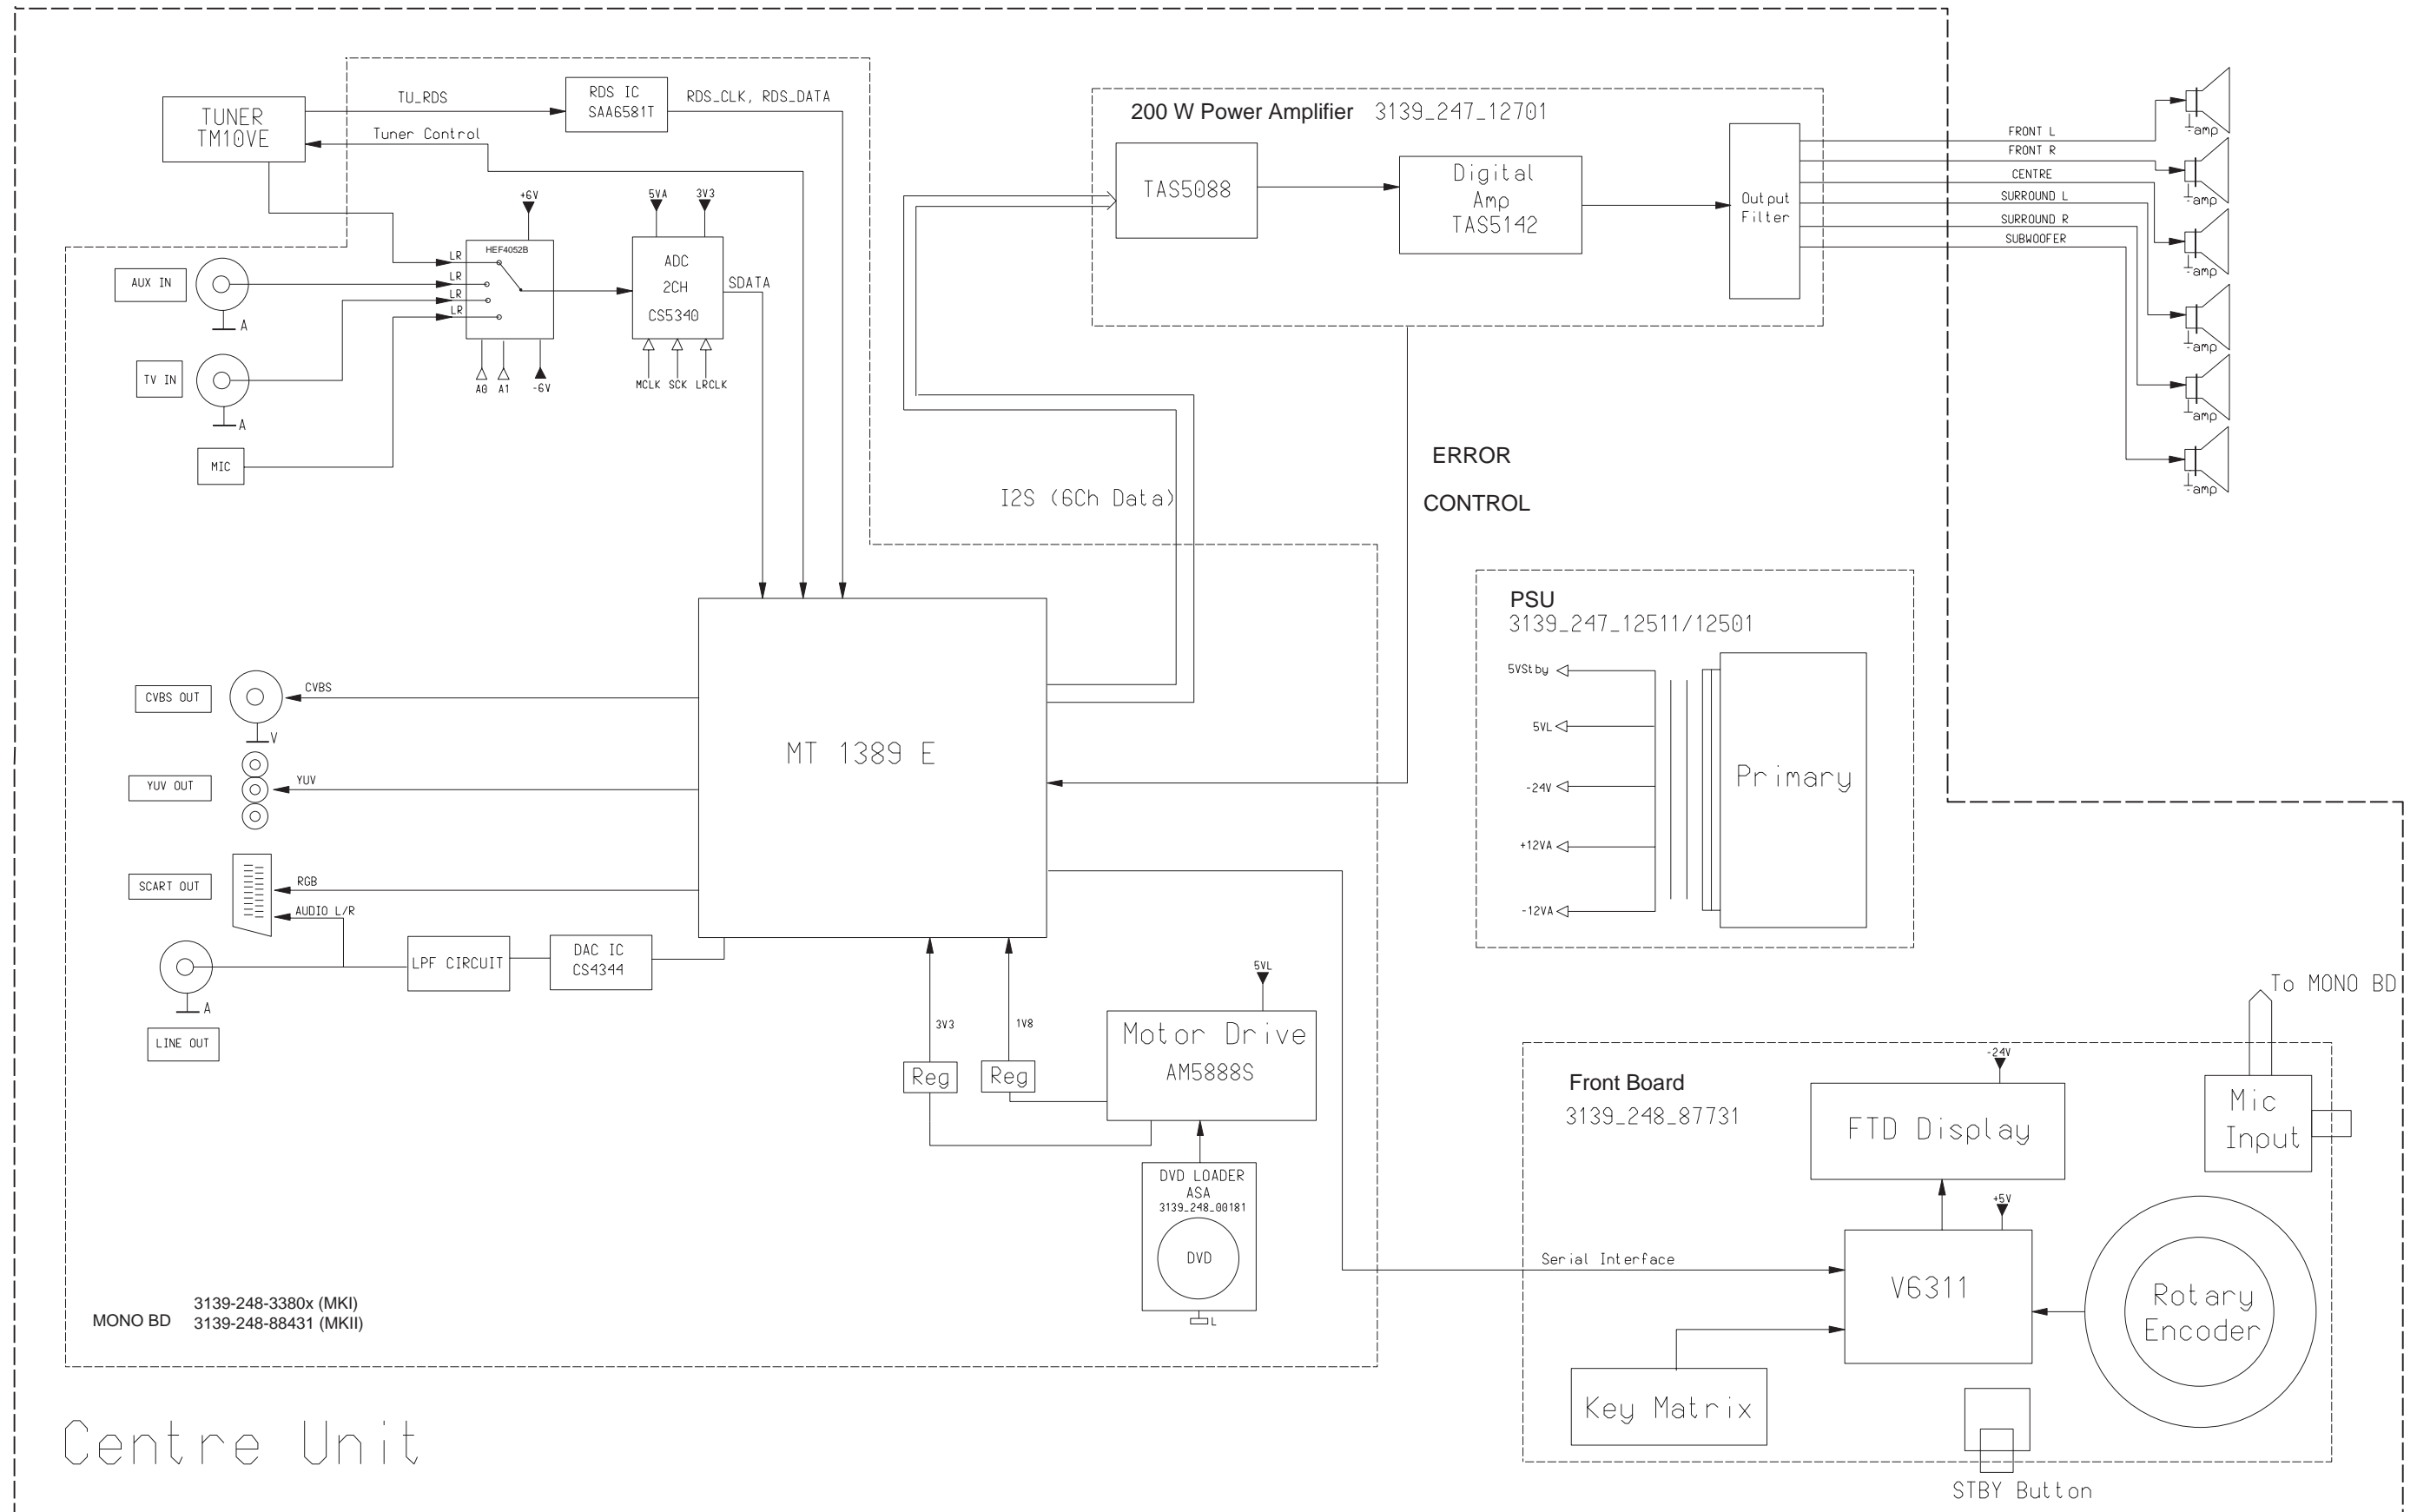 TUNER
TM10VE
TU_RDS
Tuner Control
RDS IC
SAA6581T
RDS_CLK, RDS_DATA
+6V
HEF4052B
LR
LR
LR
LR
A0
A1
-6V
5VA
3V3
ADC
2CH
CS5340
SDATA
MCLK
SCK
LRCLK
AUX IN
A
TV IN
A
MIC
200 W Power Amplifier
3139_247_12701
TAS5088
Digital
Amp
TAS5142
Output
Filter
FRONT L
FRONT R
CENTRE
SURROUND L
SURROUND R
SUBWOOFER
amp
amp
amp
amp
amp
amp
ERROR
CONTROL
I2S (6Ch Data)
PSU
3139_247_12511/12501
5VStby
5VL
-24V
+12VA
-12VA
Primary
MT 1389 E
CVBS OUT
CVBS
V
YUV OUT
YUV
SCART OUT
RGB
AUDIO L/R
LPF CIRCUIT
DAC IC
CS4344
A
LINE OUT
3V3
1V8
Reg
Reg
5VL
Motor Drive
AM5888S
DVD LOADER
ASA
3139_248_00181
DVD
L
To MONO BD
Front Board
3139_248_87731
-24V
FTD Display
Mic
Input
+5V
V6311
Serial Interface
Rotary
Encoder
Key Matrix
STBY Button
MONO BD
3139-248-3380x (MKI)
3139-248-88431 (MKII)
Centre Unit